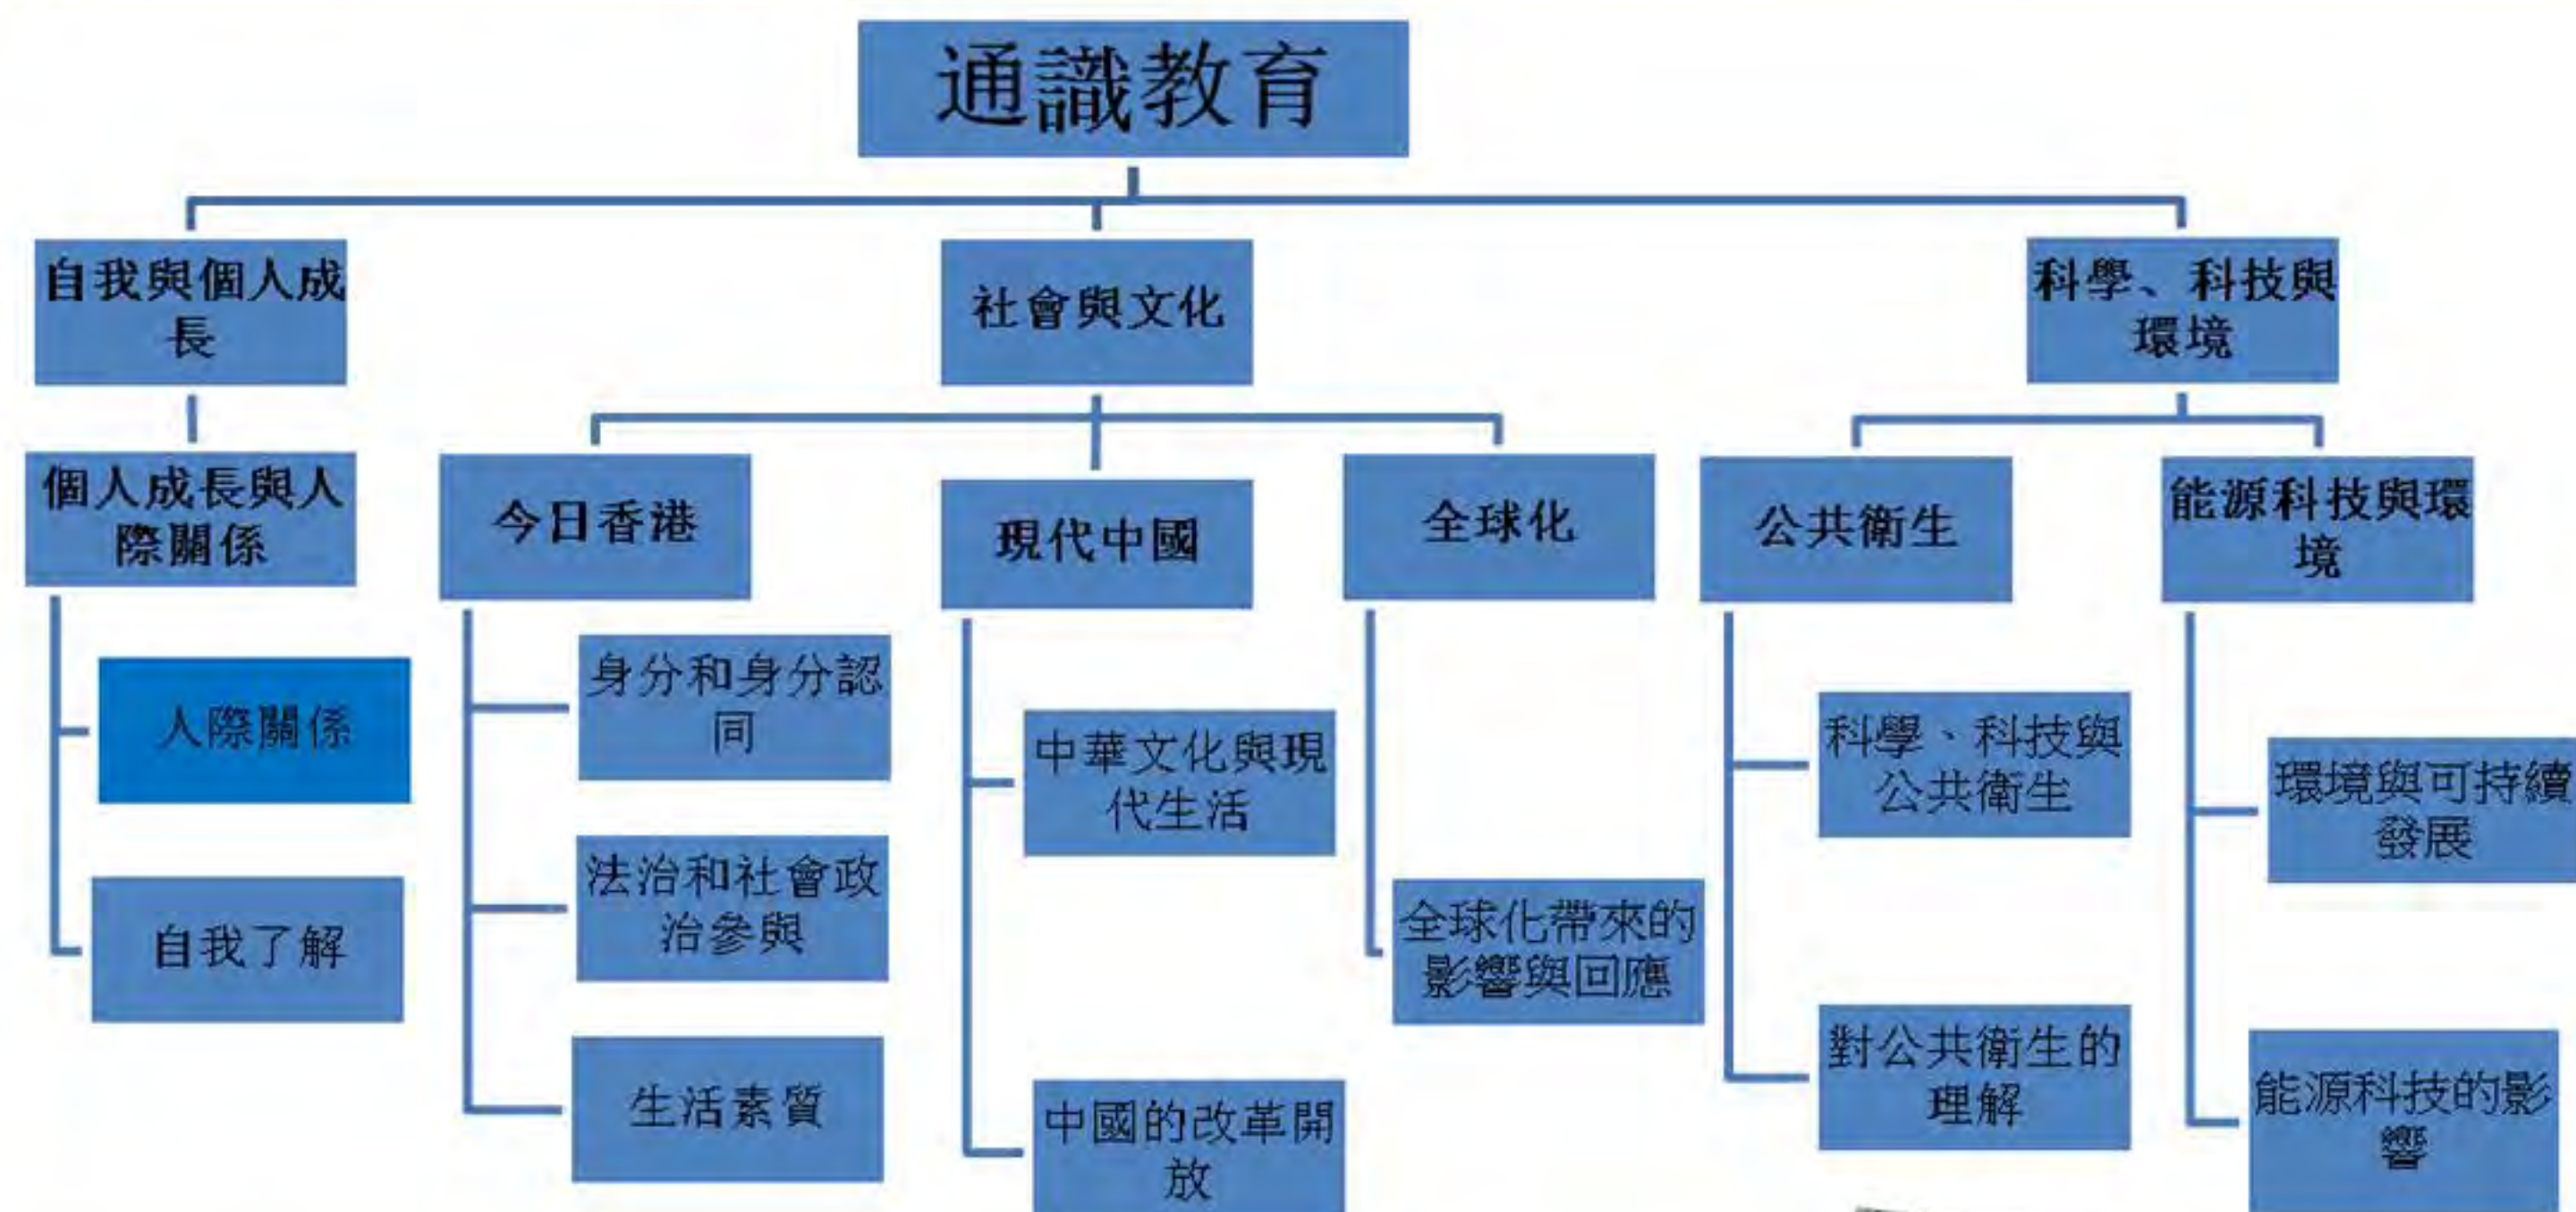 通識教育
自我與個人成
長
社會與文化
科學、科技與
環境
個人成長與人
際關係
今日香港
現代中國
全球化
公共衛生
能源科技與環
境
人際關係
自我了解
身分和身分認
同
法治和社會政
治參與
生活素質
中華文化與現
代生活
中國的改革開
放
全球化帶來的
影響與回應
科學、科技與
公共衛生
對公共衛生的
理解
環境與可持續
發展
能源科技的影
響